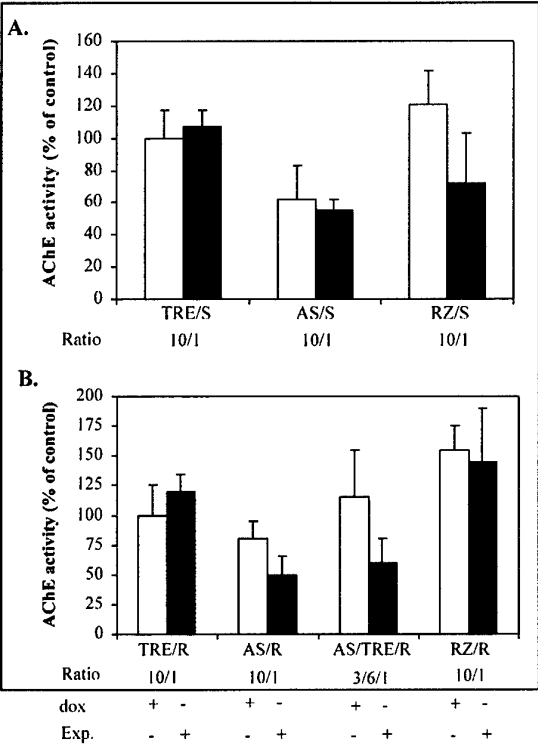 A.
AChE activity (% of control)
160
140
120
100
80
60
40
20
0
TRE/S AS/S RZ/S
Ratio 10/1 10/1 10/1
B.
AChE activity (% of control)
200
175
150
125
100
75
50
25
0
TRE/R AS/R AS/TRE/R RZ/R
Ratio 10/1 10/1 3/6/1 10/1
dox + - + - + - + -
Exp. - + - + - + - +